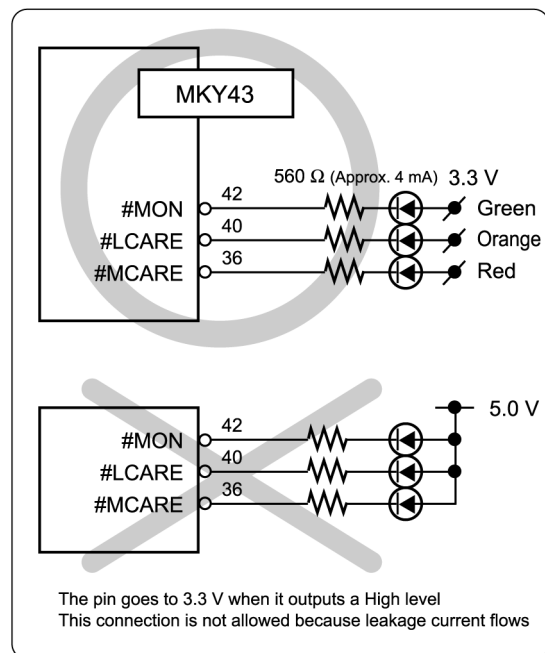 MKY43
560 Ω (Approx. 4 mA) 3.3 V
#MON 42 Green
#LCARE 40 Orange
#MCARE 36 Red
5.0 V
#MON 42
#LCARE 40
#MCARE 36
The pin goes to 3.3 V when it outputs a High level
This connection is not allowed because leakage current flows